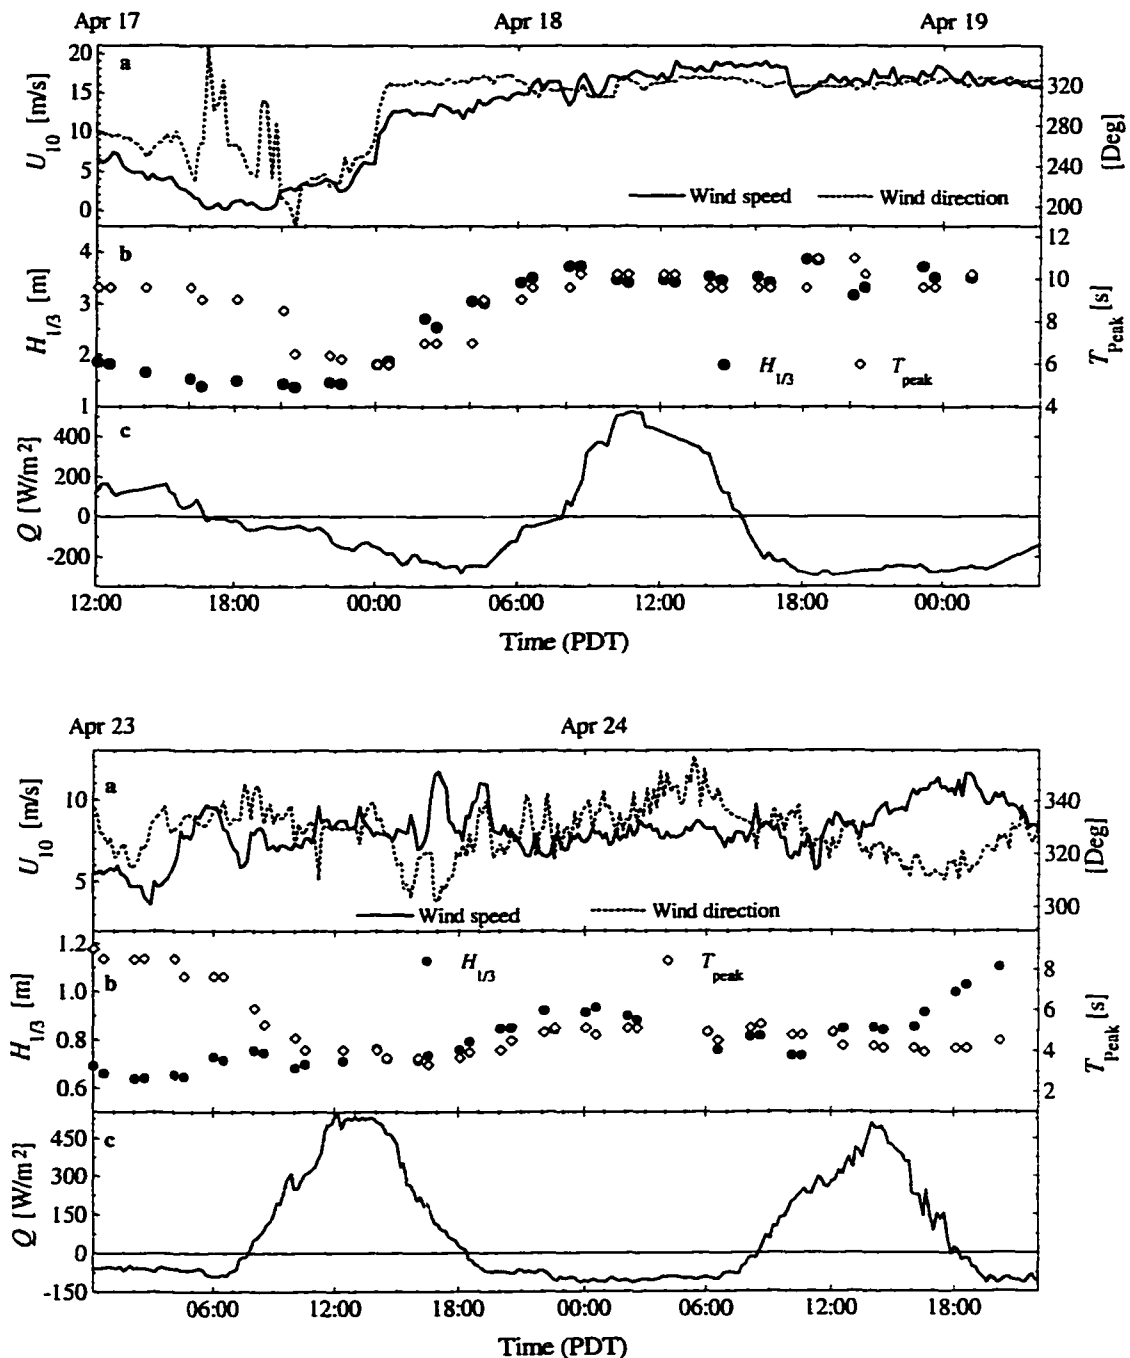 Apr 17 Apr 18 Apr 19
a
U10 [m/s]
20
15
10
5
0
320
280
240
200
[Deg]
Wind speed Wind direction
b
H1/3 [m]
4
3
2
1
12
10
8
6
4
TPeak [s]
H1/3 Tpeak
c
Q [W/m2]
400
200
0
-200
12:00 18:00 00:00 06:00 12:00 18:00 00:00
Time (PDT)
Apr 23 Apr 24
a
U10 [m/s]
10
5
340
320
300
[Deg]
Wind speed Wind direction
b
H1/3 [m]
1.2
1.0
0.8
0.6
8
6
4
2
TPeak [s]
H1/3 Tpeak
c
Q [W/m2]
450
300
150
0
-150
06:00 12:00 18:00 00:00 06:00 12:00 18:00
Time (PDT)